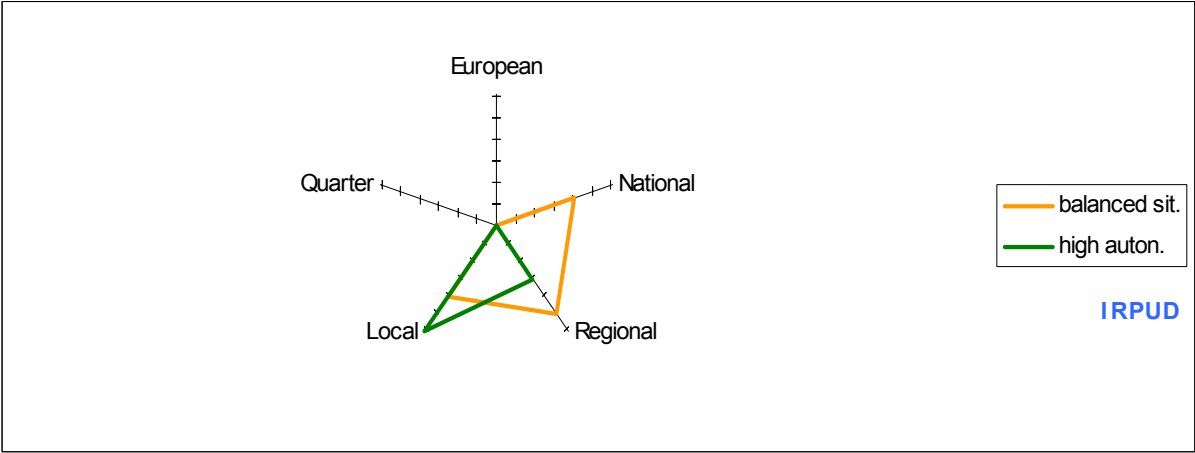 European
Quarter
National
balanced sit.
high auton.
IRPUD
Local
Regional